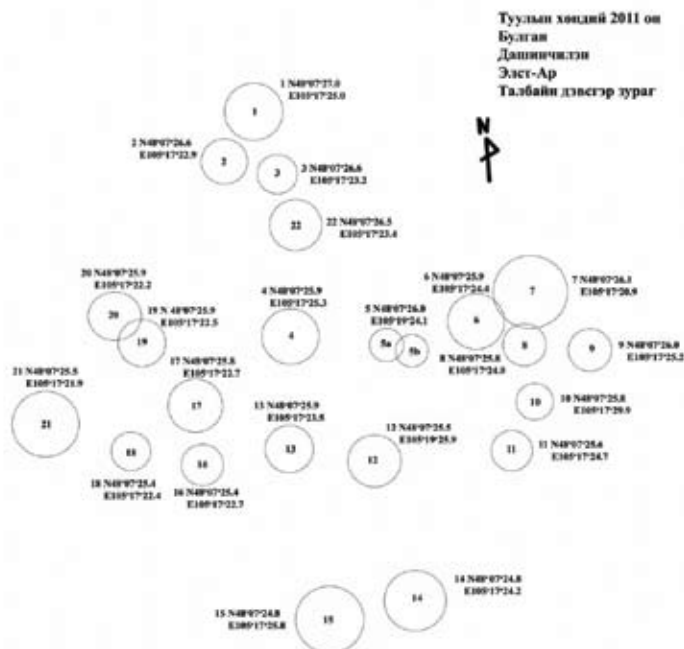 Туулын хөндий 2011 он
Булган
Дашинчилэн
Элст-Ар
Талбайн дэвсгэр зураг
N
1 N48°07'27.0
E105°17'25.0
1
2 N48°07'26.6
E105°17'22.9
2
3
3 N48°07'26.6
E105°17'23.2
22
22 N48°07'26.5
E105°17'23.4
20 N48°07'25.9
E105°17'22.2
20
19 N 48°07'25.9
E105°17'22.5
19
4 N48°07'25.9
E105°17'25.3
4
5 N48°07'26.0
E105°19'24.1
5a
5b
6 N48°07'25.9
E105°17'24.4
6
7
7 N48°07'26.1
E105°17'20.9
8 N48°07'25.8
E105°17'24.8
8
9
9 N48°07'26.0
E105°17'25.2
10
10 N48°07'25.8
E105°17'29.9
11
11 N48°07'25.6
E105°17'24.7
12 N48°07'25.5
E105°19'25.9
12
13 N48°07'25.9
E105°17'23.5
13
17 N48°07'25.8
E105°17'22.7
17
21 N48°07'25.5
E105°17'21.9
21
18
18 N48°07'25.4
E105°17'22.4
16
16 N48°07'25.4
E105°17'22.7
14
14 N48°07'24.8
E105°17'24.2
15 N48°07'24.8
E105°17'25.8
15